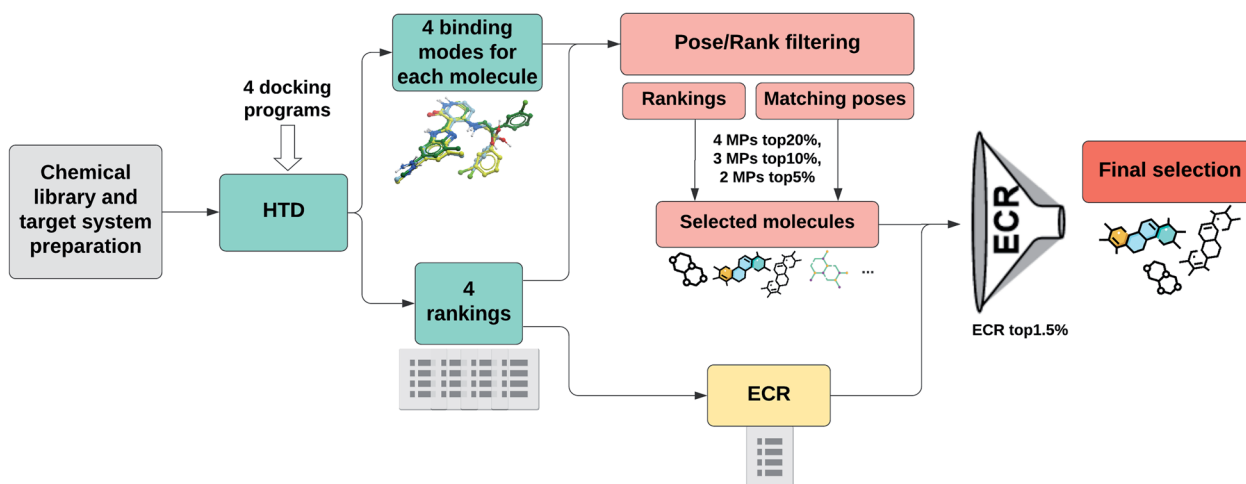 4 docking
programs
Chemical
library and
target system
preparation
HTD
4 binding
modes for
each molecule
4
rankings
Pose/Rank filtering
Rankings
Matching poses
4 MPs top20%,
3 MPs top10%,
2 MPs top5%
Selected molecules
...
ECR
ECR
ECR top1.5%
Final selection